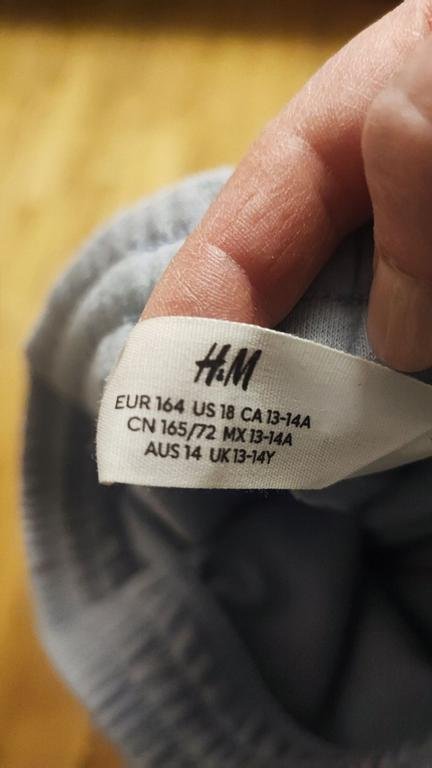 H&M
EUR 164 US 18 CA 13-14A
CN 165/72 MX 13-14A
AUS 14 UK 13-14Y